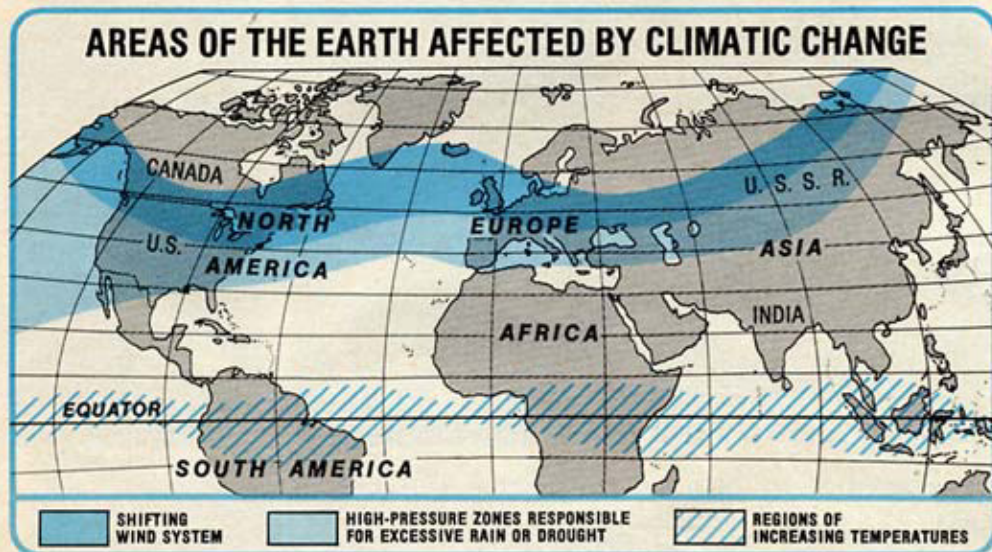 AREAS OF THE EARTH AFFECTED BY CLIMATIC CHANGE
CANADA
U. S. S. R.
NORTH
EUROPE
U.S.
ASIA
AMERICA
INDIA
AFRICA
EQUATOR
SOUTH AMERICA
SHIFTING
WIND SYSTEM
HIGH-PRESSURE ZONES RESPONSIBLE
FOR EXCESSIVE RAIN OR DROUGHT
REGIONS OF
INCREASING TEMPERATURES